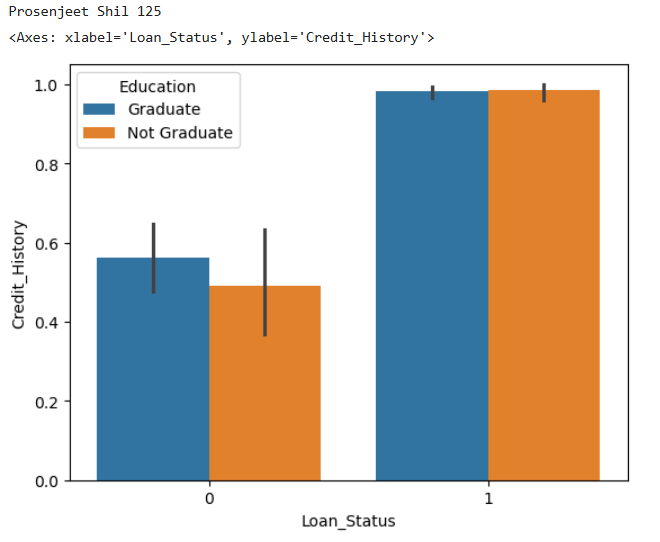 Prosenjeet Shil 125
<Axes: xlabel='Loan_Status', ylabel='Credit_History'>
Education
Graduate
Not Graduate
1.0
0.8
0.6
0.4
0.2
0.0
Credit_History
0 1
Loan_Status